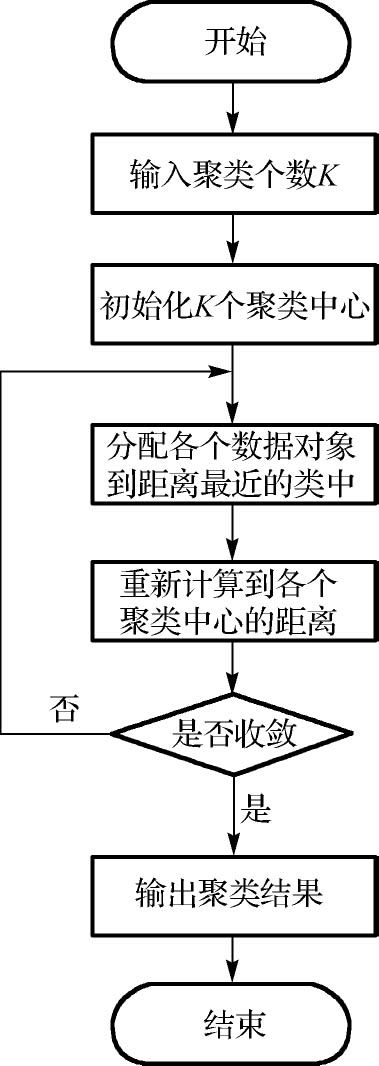 开始
输入聚类个数K
初始化K个聚类中心
分配各个数据对象
到距离最近的类中
重新计算到各个
聚类中心的距离
否
是否收敛
是
输出聚类结果
结束